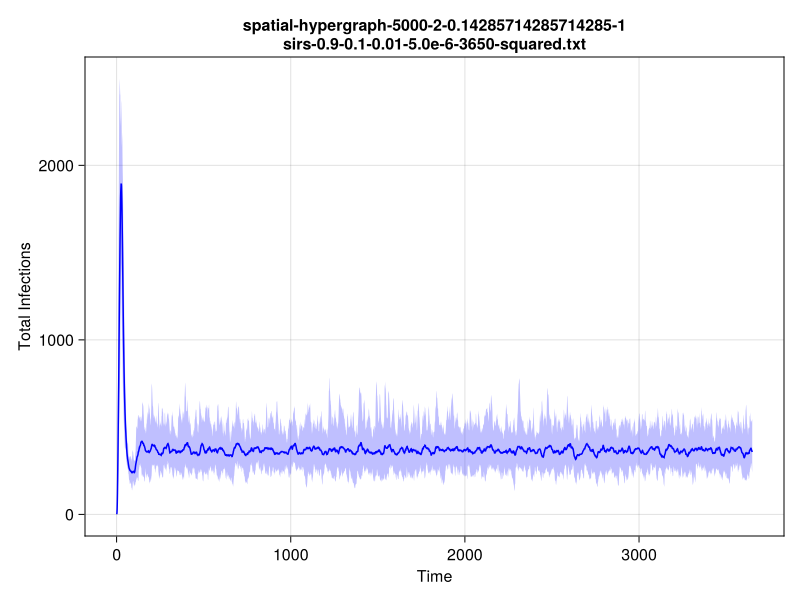 spatial-hypergraph-5000-2-0.14285714285714285-1
sirs-0.9-0.1-0.01-5.0e-6-3650-squared.txt
2000
1000
0
Total Infections
0 1000 2000 3000
Time